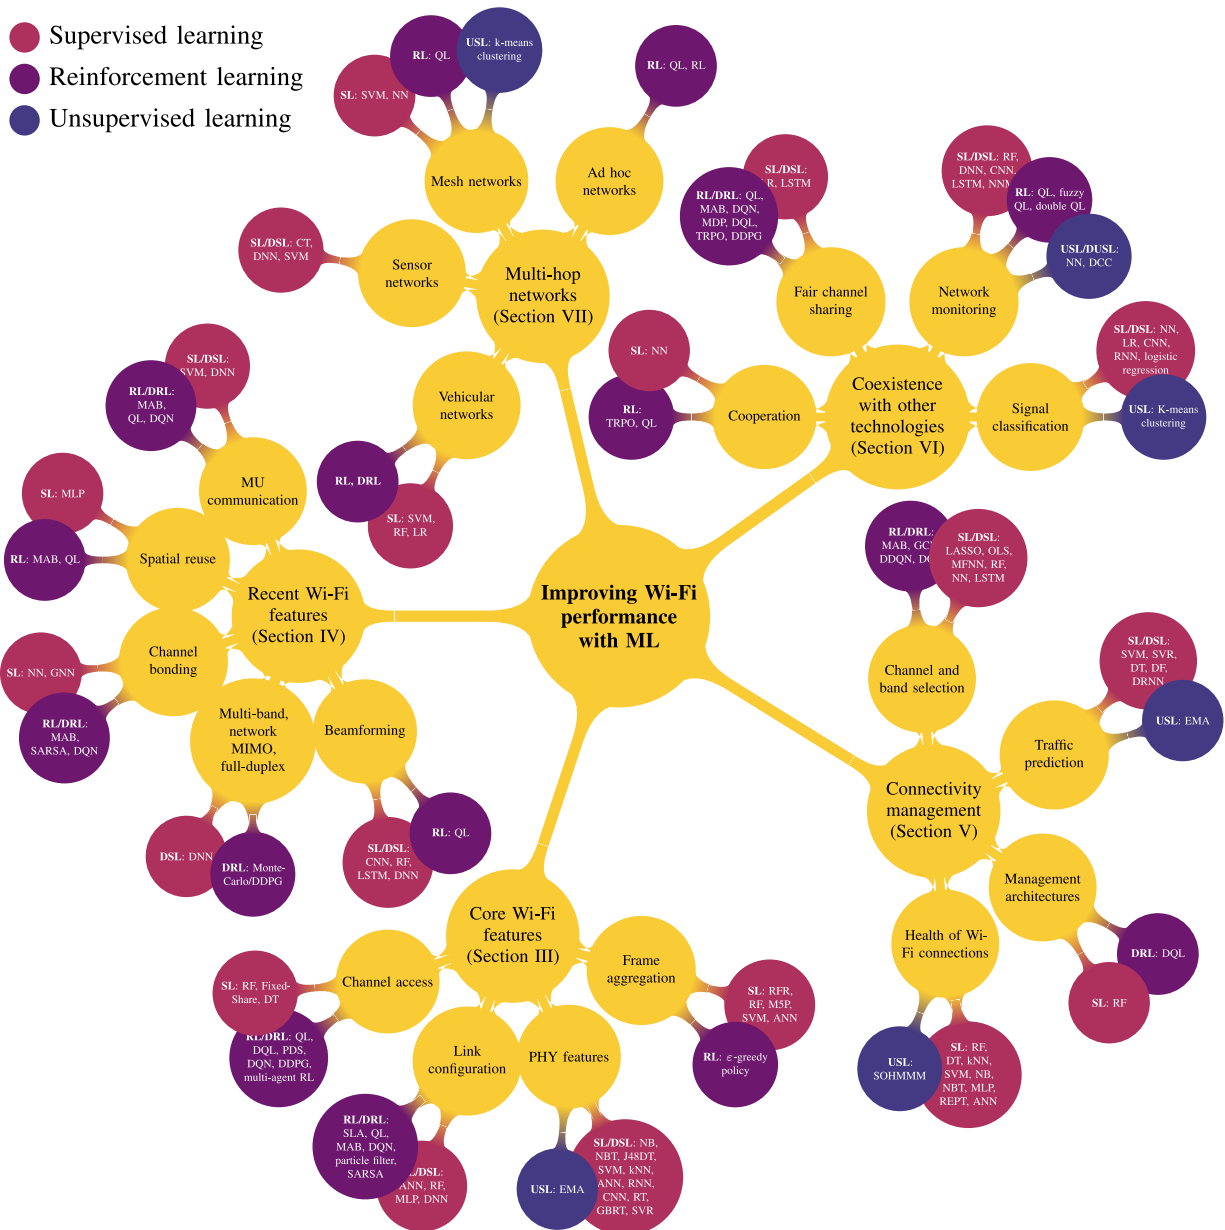 Supervised learning
Reinforcement learning
Unsupervised learning
RL: QL
USL: k-means
clustering
SL: SVM, NN
Mesh networks
RL: QL, RL
Ad hoc
networks
SL/DSL: CT,
DNN, SVM
Sensor
networks
Multi-hop
networks
(Section VII)
Vehicular
networks
RL, DRL
SL: SVM,
RF, LR
SL/DSL:
LSTM
RL/DRL: QL,
MAB, DQN,
MDP, DQL,
TRPO, DDPG
Fair channel
sharing
SL/DSL: RF,
DNN, CNN,
LSTM,
RL: QL, fuzzy
QL, double QL
USL/DUSL:
NN, DCC
Network
monitoring
SL: NN
RL:
TRPO, QL
Cooperation
Coexistence
with other
technologies
(Section VI)
SL/DSL: NN,
LR, CNN,
RNN, logistic
regression
USL: K-means
clustering
Signal
classification
SL/DSL:
SVM, DNN
RL/DRL:
MAB,
QL, DQN
MU
communication
SL: MLP
RL: MAB, QL
Spatial reuse
Recent Wi-Fi
features
(Section IV)
SL: NN, GNN
RL/DRL:
MAB,
SARSA, DQN
Channel
bonding
Multi-band,
network
MIMO,
full-duplex
DSL: DNN
DRL: Monte-
Carlo/DDPG
Beamforming
SL/DSL:
CNN, RF,
LSTM, DNN
RL: QL
Improving Wi-Fi
performance
with ML
RL/DRL:
MAB,
DDQN,
SL/DSL:
LASSO, OLS,
MFNN, RF,
NN, LSTM
Channel and
band selection
SL/DSL:
SVM, SVR,
DT, DF,
DRNN
USL: EMA
Traffic
prediction
Connectivity
management
(Section V)
Management
architectures
DRL: DQL
SL: RF
Health of Wi-
Fi connections
USL:
SOHMMM
SL: RF,
DT, kNN,
SVM, NB,
NBT, MLP,
REPT, ANN
Core Wi-Fi
features
(Section III)
Channel access
SL: RF, Fixed-
Share, DT
RL/DRL: QL,
DQL, PDS,
DQN, DDPG,
multi-agent RL
Link
configuration
RL/DRL:
SLA, QL,
MAB, DQN,
particle filter,
SARSA
SL/DSL:
ANN, RF,
MLP, DNN
PHY features
USL: EMA
SL/DSL: NB,
NBT, J48DT,
SVM, kNN,
ANN, RNN,
CNN, RT,
GBRT, SVR
Frame
aggregation
SL: RFR,
RF, M5P,
SVM, ANN
RL: ε-greedy
policy